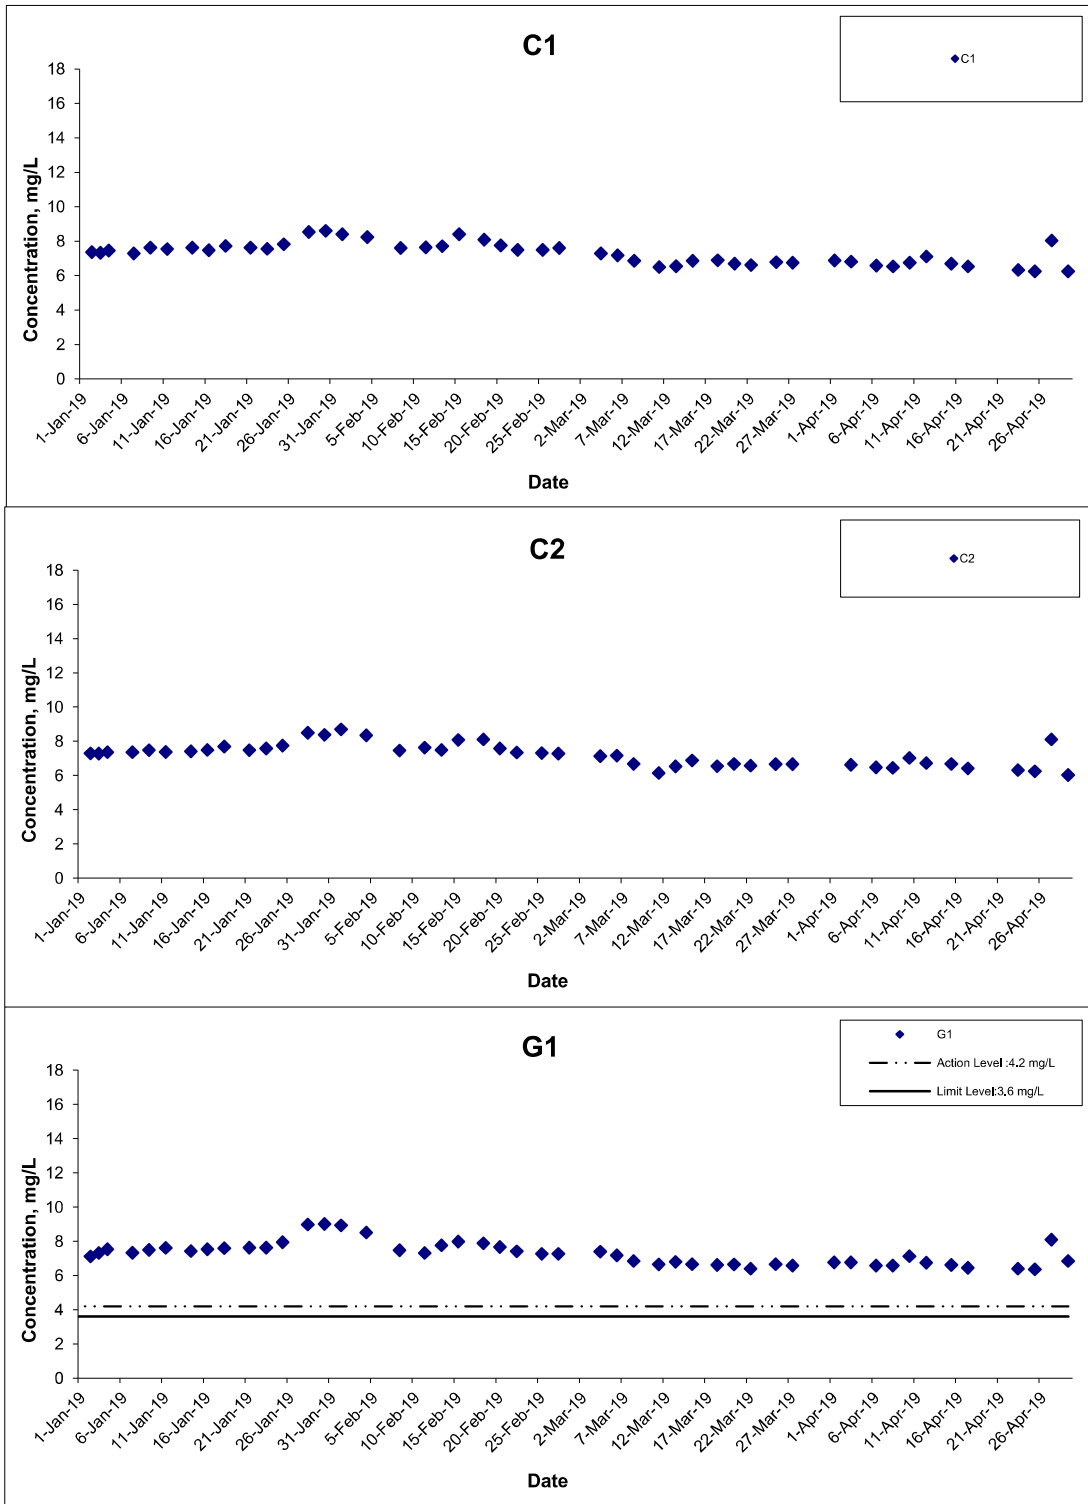 C1
C1
18
16
14
12
10
8
6
4
2
0
Concentration, mg/L
1-Jan-19 6-Jan-19 11-Jan-19 16-Jan-19 21-Jan-19 26-Jan-19 31-Jan-19 5-Feb-19 10-Feb-19 15-Feb-19 20-Feb-19 25-Feb-19 2-Mar-19 7-Mar-19 12-Mar-19 17-Mar-19 22-Mar-19 27-Mar-19 1-Apr-19 6-Apr-19 11-Apr-19 16-Apr-19 21-Apr-19 26-Apr-19
Date
C2
C2
18
16
14
12
10
8
6
4
2
0
Concentration, mg/L
1-Jan-19 6-Jan-19 11-Jan-19 16-Jan-19 21-Jan-19 26-Jan-19 31-Jan-19 5-Feb-19 10-Feb-19 15-Feb-19 20-Feb-19 25-Feb-19 2-Mar-19 7-Mar-19 12-Mar-19 17-Mar-19 22-Mar-19 27-Mar-19 1-Apr-19 6-Apr-19 11-Apr-19 16-Apr-19 21-Apr-19 26-Apr-19
Date
G1
G1
Action Level :4.2 mg/L
Limit Level:3.6 mg/L
18
16
14
12
10
8
6
4
2
0
Concentration, mg/L
1-Jan-19 6-Jan-19 11-Jan-19 16-Jan-19 21-Jan-19 26-Jan-19 31-Jan-19 5-Feb-19 10-Feb-19 15-Feb-19 20-Feb-19 25-Feb-19 2-Mar-19 7-Mar-19 12-Mar-19 17-Mar-19 22-Mar-19 27-Mar-19 1-Apr-19 6-Apr-19 11-Apr-19 16-Apr-19 21-Apr-19 26-Apr-19
Date